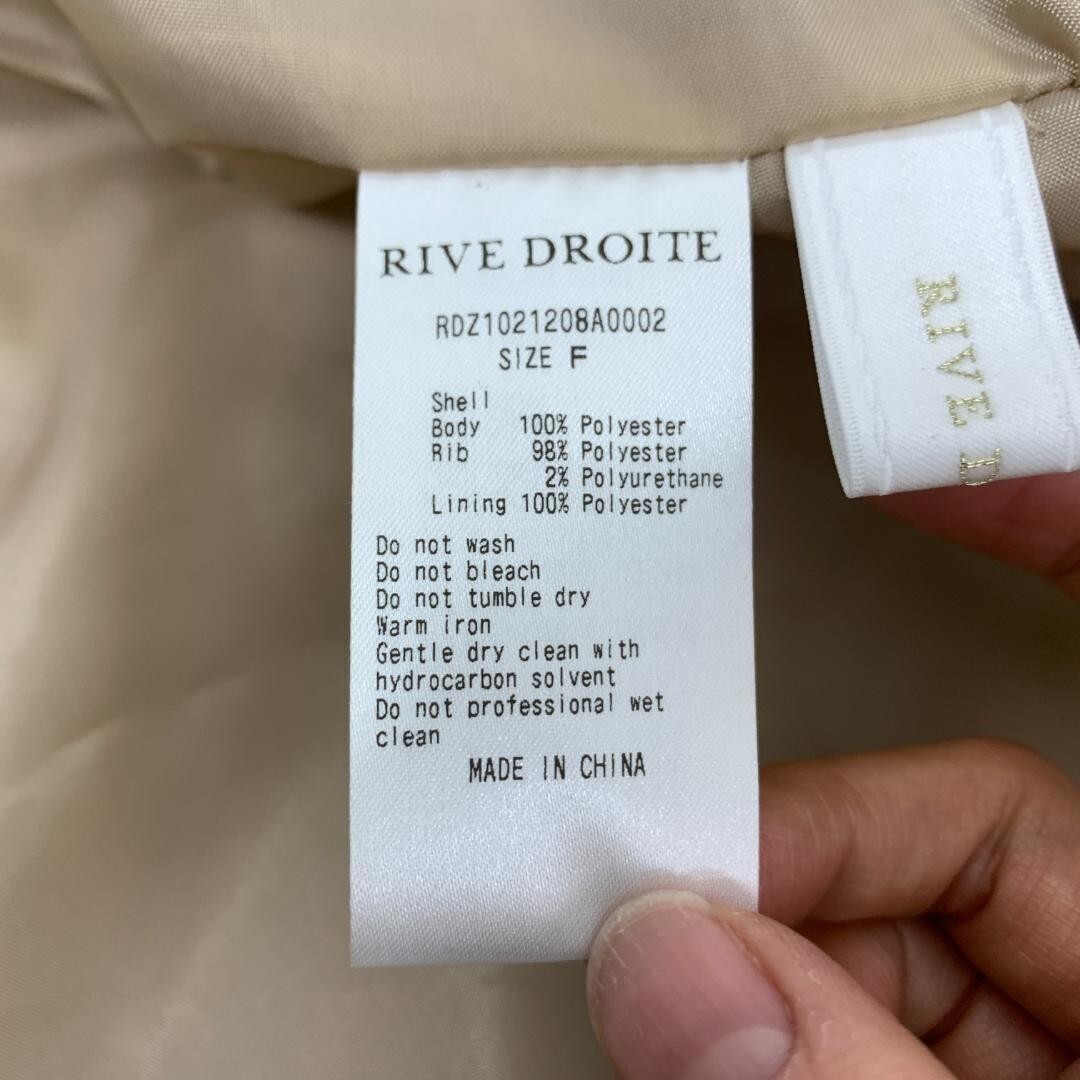 RIVE DROITE
RDZ1021208A0002
SIZE F
Shell
Body 100% Polyester
Rib 98% Polyester
2% Polyurethane
Lining 100% Polyester
Do not wash
Do not bleach
Do not tumble dry
Warm iron
Gentle dry clean with
hydrocarbon solvent
Do not professional wet
clean
MADE IN CHINA
RIVE D